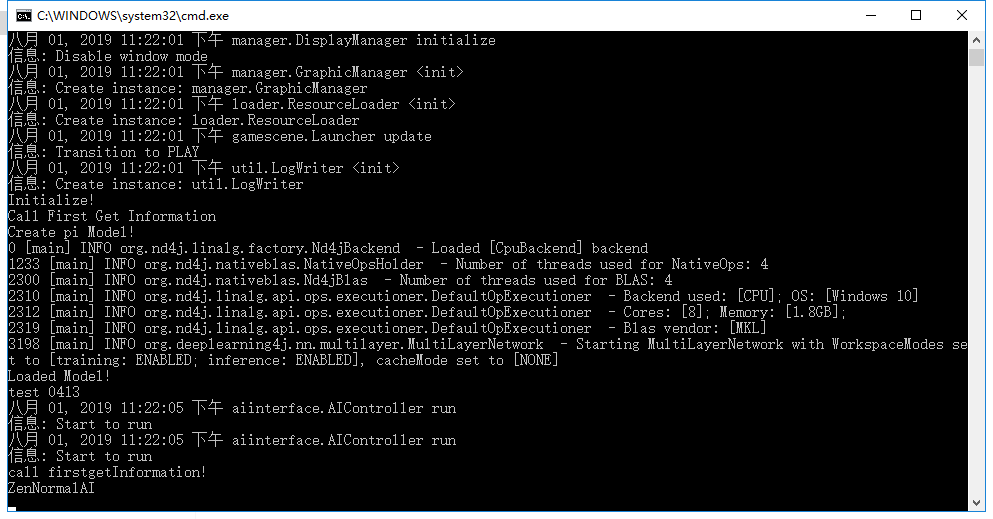 C:\WINDOWS\system32\cmd.exe
八月 01, 2019 11:22:01 下午 manager.DisplayManager initialize
信息: Disable window mode
八月 01, 2019 11:22:01 下午 manager.GraphicManager <init>
信息: Create instance: manager.GraphicManager
八月 01, 2019 11:22:01 下午 loader.ResourceLoader <init>
信息: Create instance: loader.ResourceLoader
八月 01, 2019 11:22:01 下午 gamescene.Launcher update
信息: Transition to PLAY
八月 01, 2019 11:22:01 下午 util.LogWriter <init>
信息: Create instance: util.LogWriter
Initialize!
Call First Get Information
Create pi Model!
0 [main] INFO org.nd4j.linalg.factory.Nd4jBackend  - Loaded [CpuBackend] backend
1233 [main] INFO org.nd4j.nativeblas.NativeOpsHolder  - Number of threads used for NativeOps: 4
2300 [main] INFO org.nd4j.nativeblas.Nd4jBlas  - Number of threads used for BLAS: 4
2310 [main] INFO org.nd4j.linalg.api.ops.executioner.DefaultOpExecutioner  - Backend used: [CPU]; OS: [Windows 10]
2312 [main] INFO org.nd4j.linalg.api.ops.executioner.DefaultOpExecutioner  - Cores: [8]; Memory: [1.8GB];
2319 [main] INFO org.nd4j.linalg.api.ops.executioner.DefaultOpExecutioner  - Blas vendor: [MKL]
3198 [main] INFO org.deeplearning4j.nn.multilayer.MultiLayerNetwork  - Starting MultiLayerNetwork with WorkspaceModes se
t to [training: ENABLED; inference: ENABLED], cacheMode set to [NONE]
Loaded Model!
test 0413
八月 01, 2019 11:22:05 下午 aiinterface.AIController run
信息: Start to run
八月 01, 2019 11:22:05 下午 aiinterface.AIController run
信息: Start to run
call firstgetInformation!
ZenNormalAI